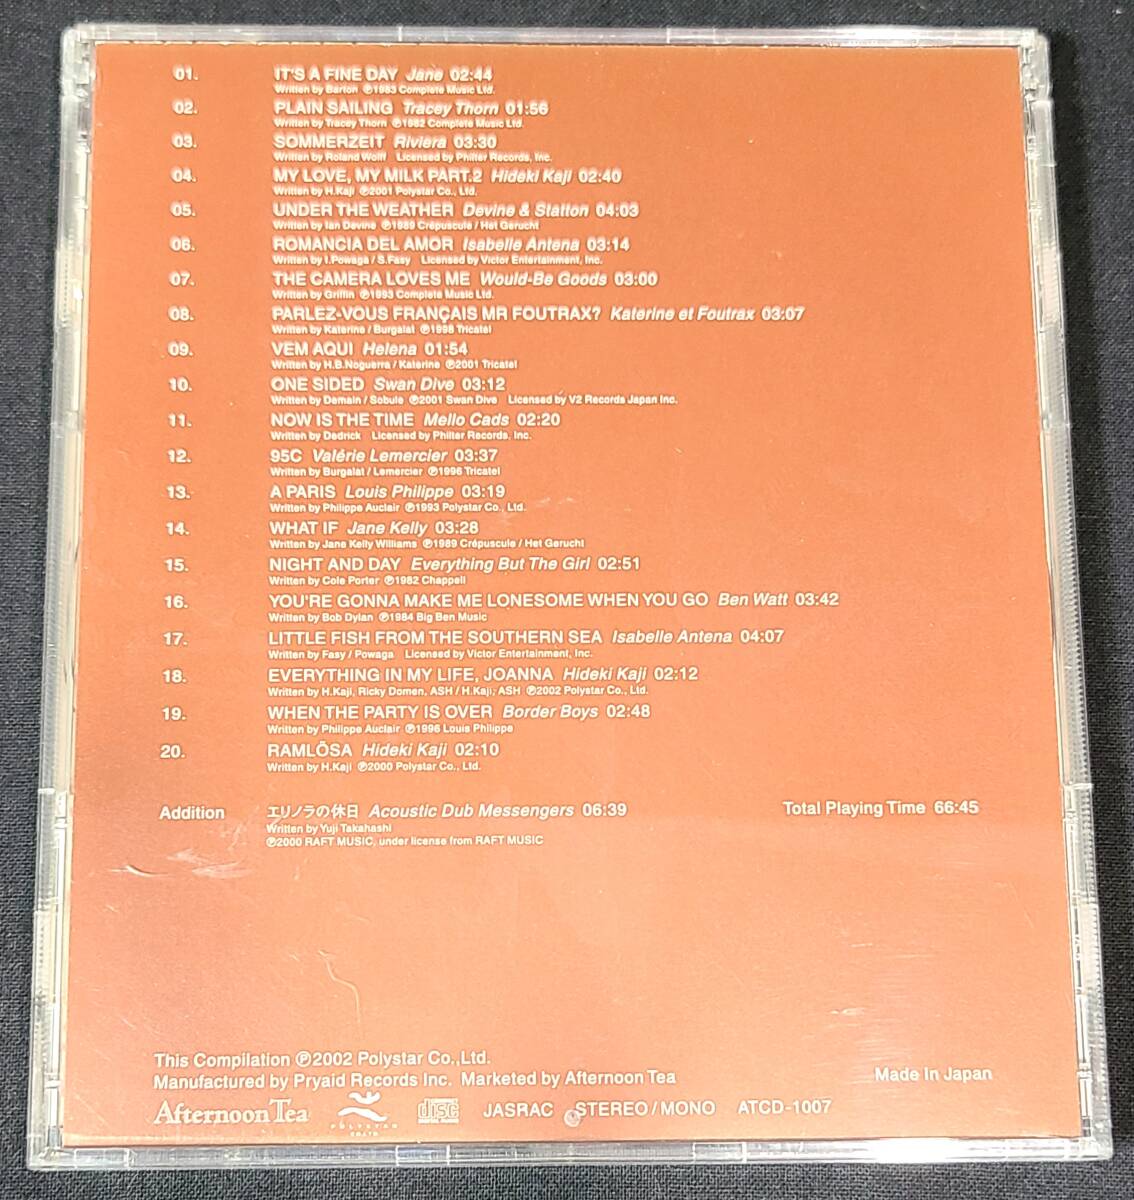 01. IT'S A FINE DAY Jane 02:44
Written by Barton ℗1983 Complete Music Ltd.
02. PLAIN SAILING Tracey Thorn 01:56
Written by Tracey Thorn ℗1982 Complete Music Ltd.
03. SOMMERZEIT Riviera 03:30
Written by Roland Wolff Licensed by Philter Records, Inc.
04. MY LOVE, MY MILK PART.2 Hideki Kaji 02:40
Written by H.Kaji ℗2001 Polystar Co., Ltd.
05. UNDER THE WEATHER Devine & Statton 04:03
Written by Ian Devine ℗1989 Crépuscule / Het Gerucht
06. ROMANCIA DEL AMOR Isabelle Antena 03:14
Written by I.Powaga / S.Fasy Licensed by Victor Entertainment, Inc.
07. THE CAMERA LOVES ME Would-Be Goods 03:00
Written by Griffin ℗1993 Complete Music Ltd.
08. PARLEZ-VOUS FRANÇAIS MR FOUTRAX? Katerine et Foutrax 03:07
Written by Katerine / Burgalat ℗1998 Tricatel
09. VEM AQUI Helena 01:54
Written by H.B.Noguerra / Katerine ℗2001 Tricatel
10. ONE SIDED Swan Dive 03:12
Written by Demain / Sobule ℗2001 Swan Dive Licensed by V2 Records Japan Inc.
11. NOW IS THE TIME Mello Cads 02:20
Written by Dedrick Licensed by Philter Records, Inc.
12. 95C Valérie Lemercier 03:37
Written by Burgalat / Lemercier ℗1996 Tricatel
13. A PARIS Louis Philippe 03:19
Written by Philippe Auclair ℗1993 Polystar Co., Ltd.
14. WHAT IF Jane Kelly 03:28
Written by Jane Kelly Williams ℗1989 Crépuscule / Het Gerucht
15. NIGHT AND DAY Everything But The Girl 02:51
Written by Cole Porter ℗1982 Chappell
16. YOU'RE GONNA MAKE ME LONESOME WHEN YOU GO Ben Watt 03:42
Written by Bob Dylan ℗1984 Big Ben Music
17. LITTLE FISH FROM THE SOUTHERN SEA Isabelle Antena 04:07
Written by Fasy / Powaga Licensed by Victor Entertainment, Inc.
18. EVERYTHING IN MY LIFE, JOANNA Hideki Kaji 02:12
Written by H.Kaji, Ricky Domen, ASH / H.Kaji, ASH ℗2002 Polystar Co., Ltd.
19. WHEN THE PARTY IS OVER Border Boys 02:48
Written by Philippe Auclair ℗1996 Louis Philippe
20. RAMLÖSA Hideki Kaji 02:10
Written by H.Kaji ℗2000 Polystar Co., Ltd.
Addition エリノラの休日 Acoustic Dub Messengers 06:39 Total Playing Time 66:45
Written by Yuji Takahashi
℗2000 RAFT MUSIC, under license from RAFT MUSIC
This Compilation ℗2002 Polystar Co.,Ltd.
Manufactured by Pryaid Records Inc. Marketed by Afternoon Tea Made In Japan
Afternoon Tea POLYSTAR disc JASRAC STEREO/MONO ATCD-1007